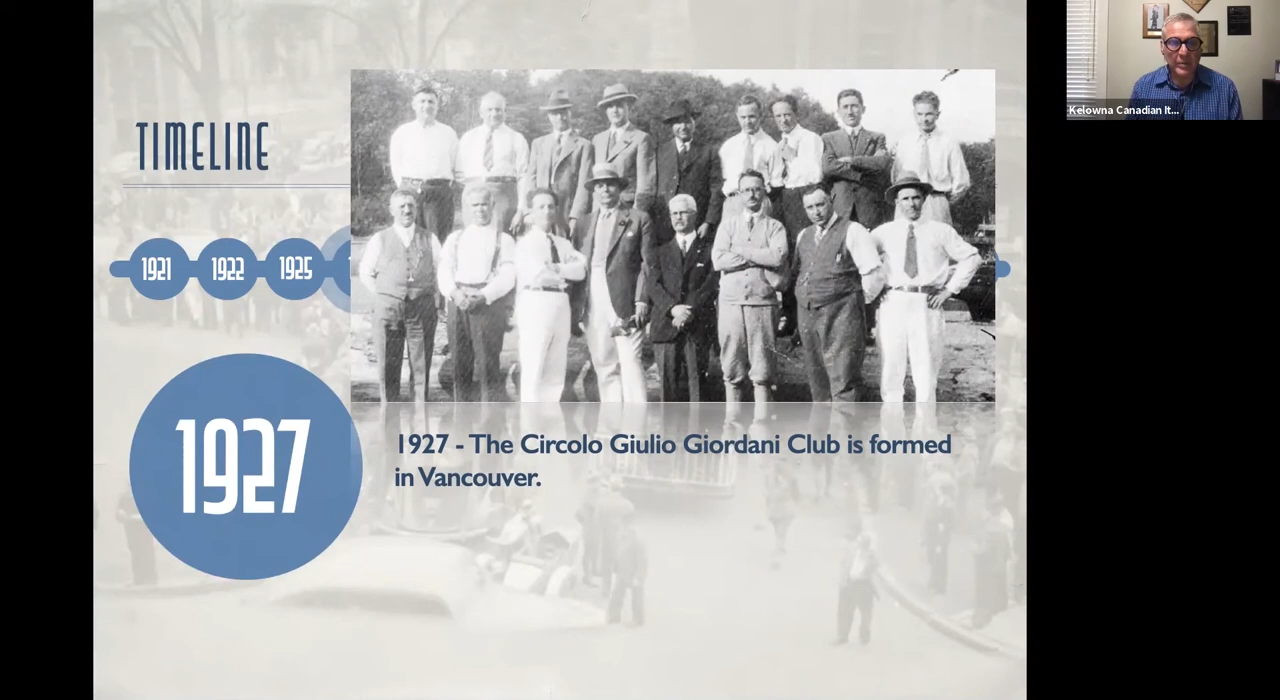 TIMELINE
1921 1922 1925
1927
1927 - The Circolo Giulio Giordani Club is formed
in Vancouver.
Kelowna Canadian It...